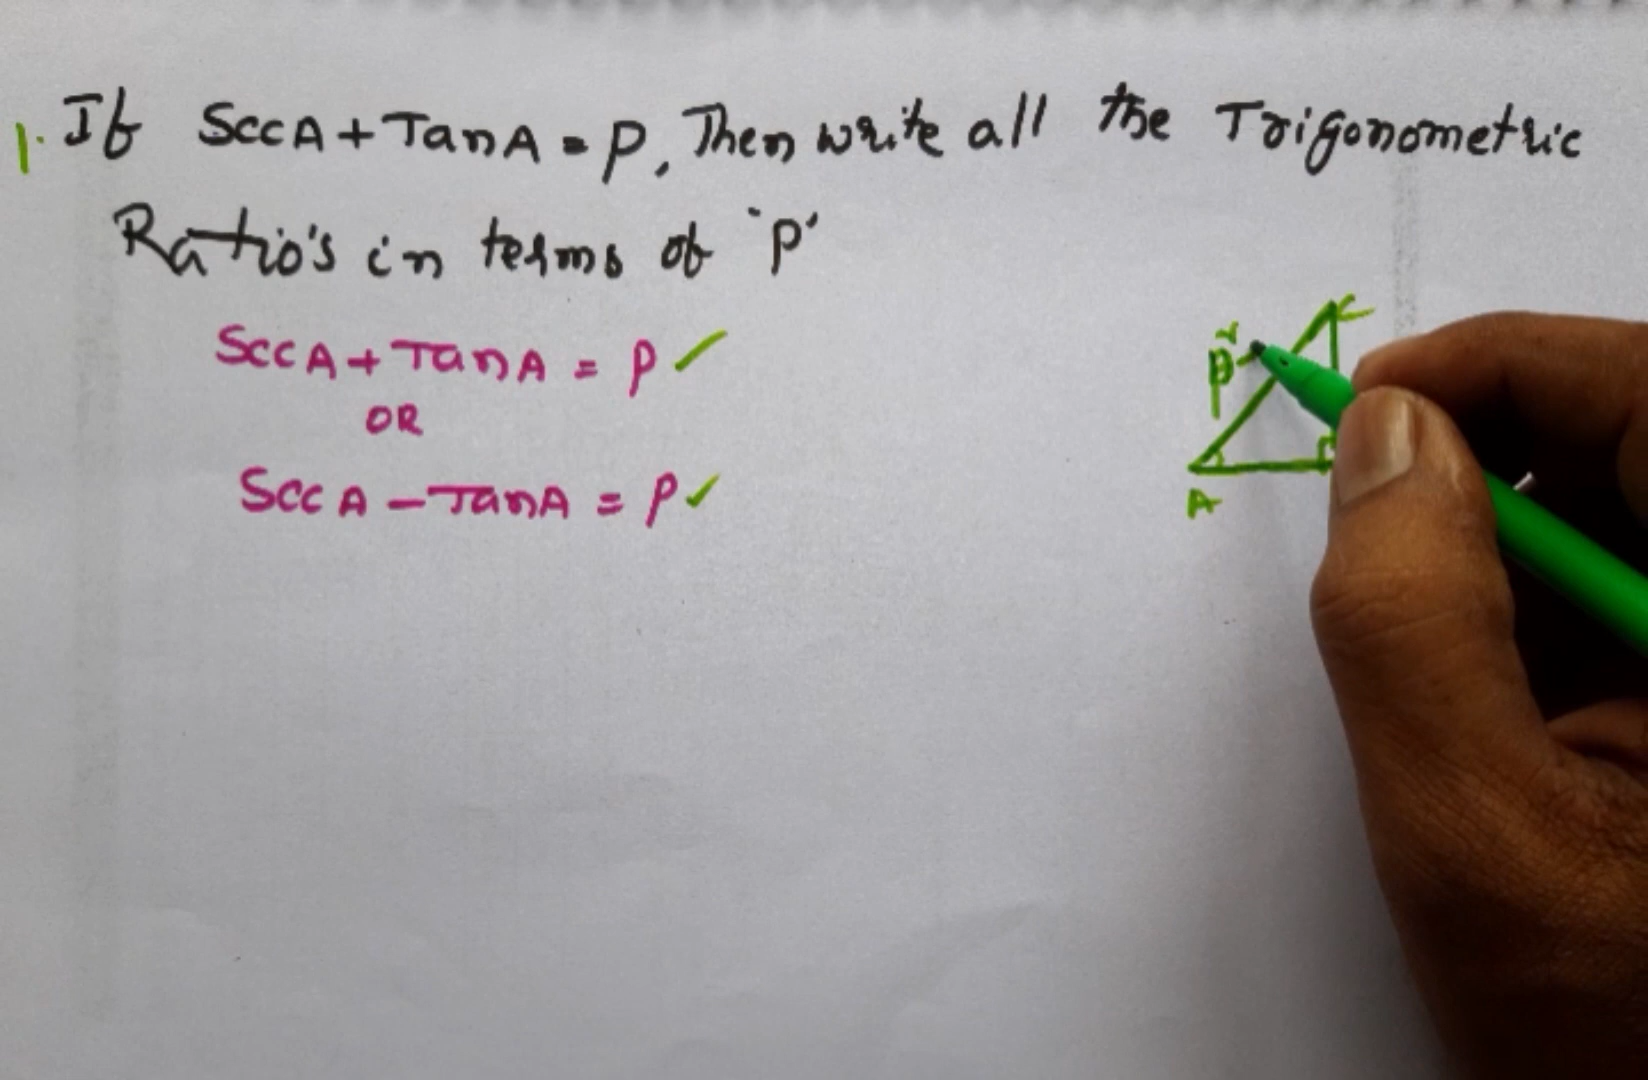 1. If SecA + TanA = P, Then write all the Trigonometric
Ratio's in terms of 'P'
SecA + TanA = P ✓
OR
SecA - TanA = P ✓
C
P
A